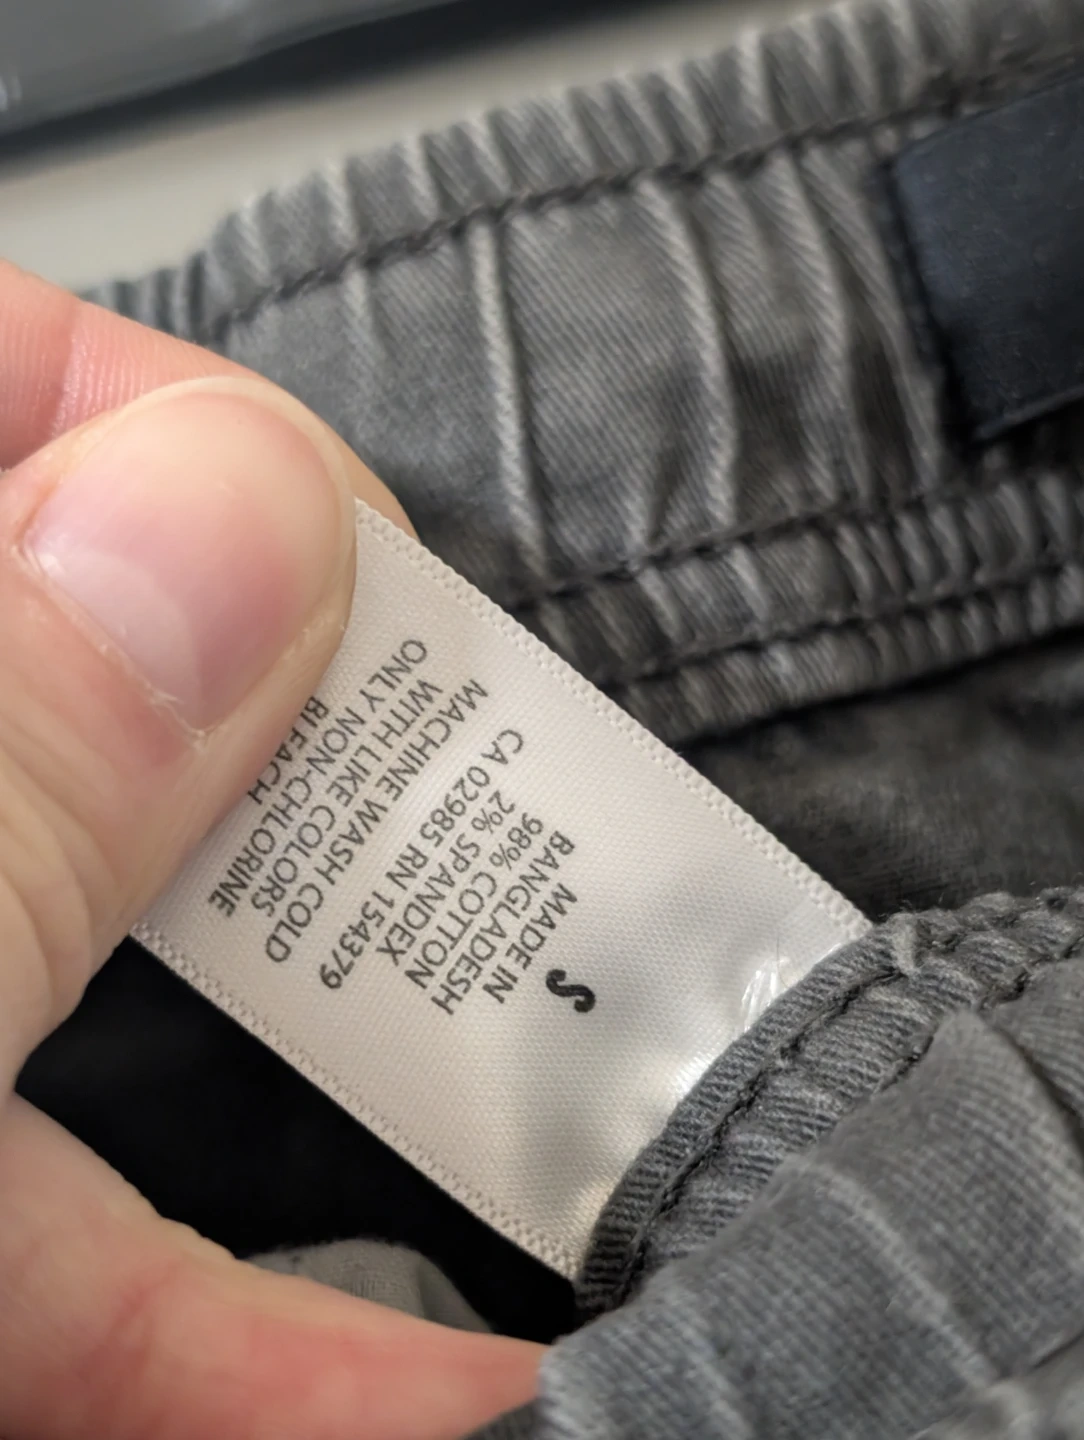 S
MADE IN
BANGLADESH
98% COTTON
2% SPANDEX
CA 02985 RN 154379
MACHINE WASH COLD
WITH LIKE COLORS
ONLY NON-CHLORINE
BLEACH